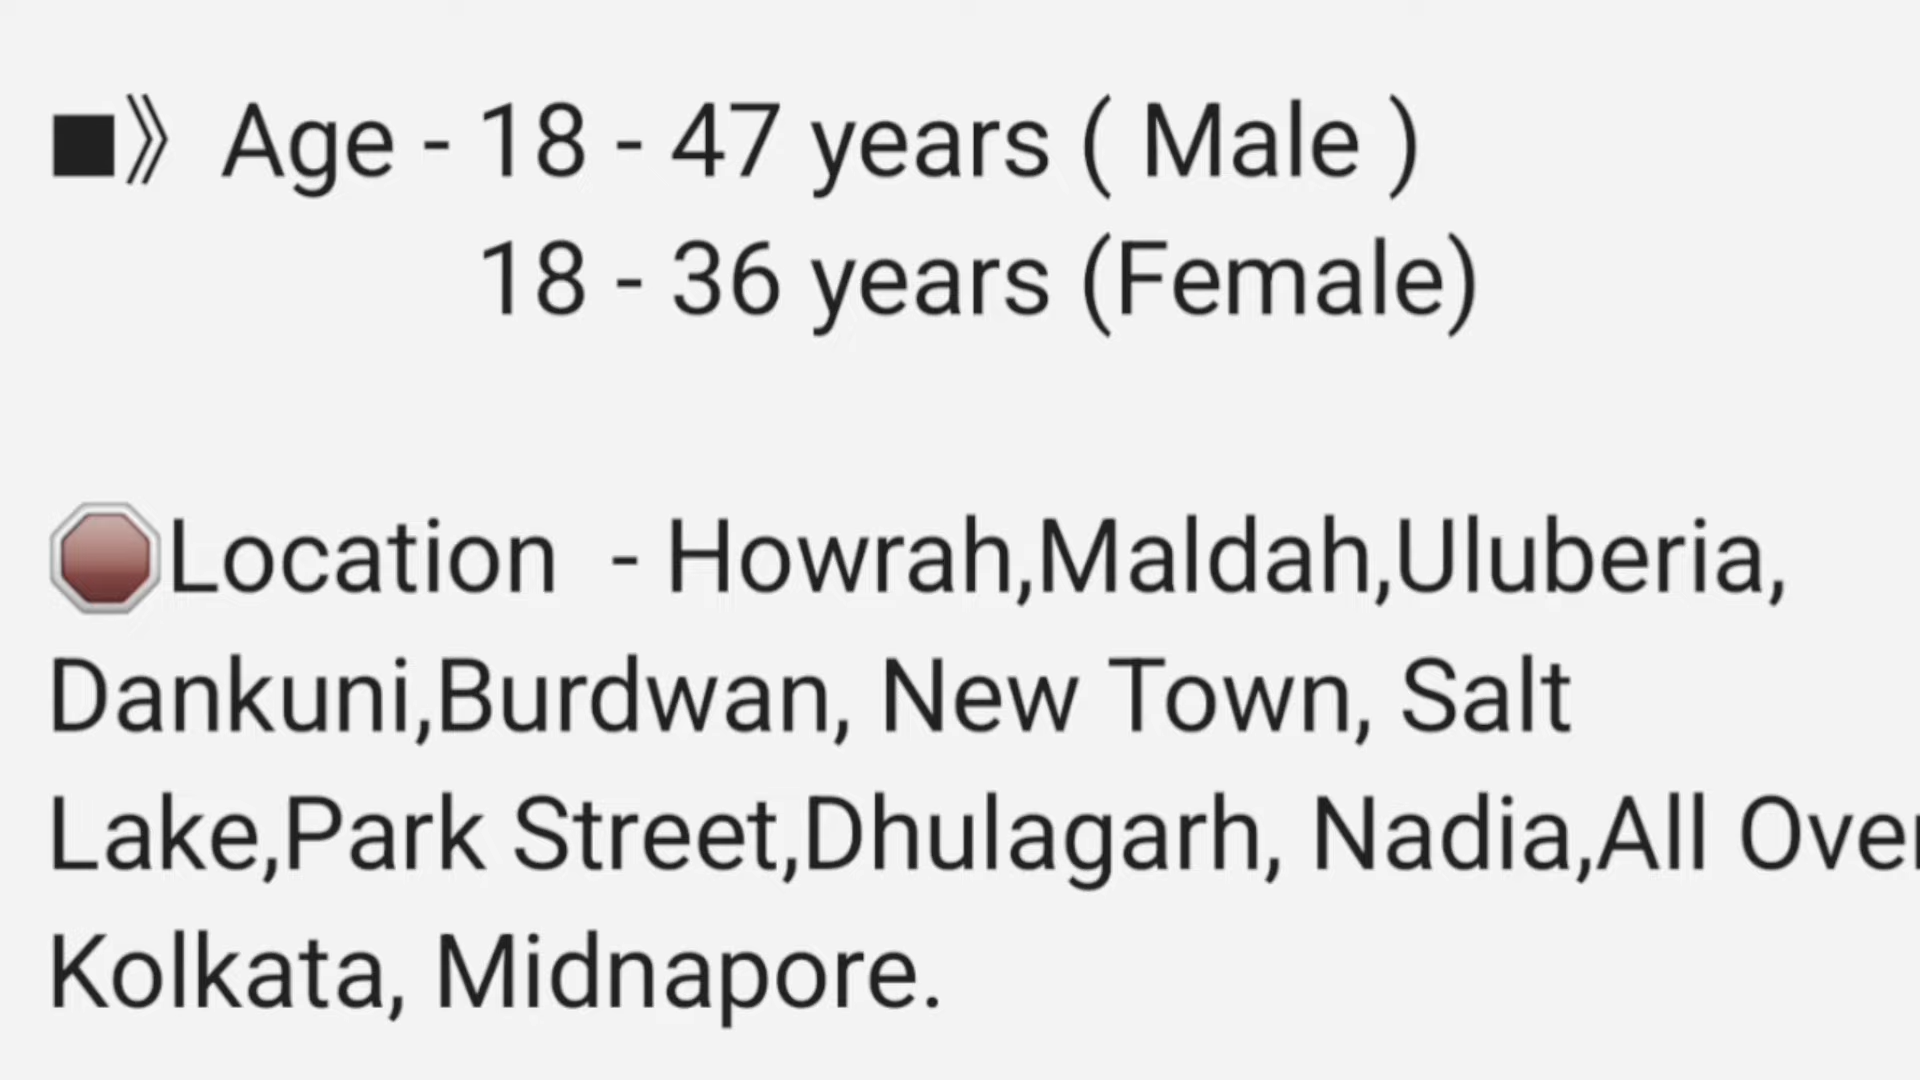 ■》 Age - 18 - 47 years ( Male )
18 - 36 years (Female)
🛑Location - Howrah,Maldah,Uluberia,
Dankuni,Burdwan, New Town, Salt
Lake,Park Street,Dhulagarh, Nadia,All Over
Kolkata, Midnapore.